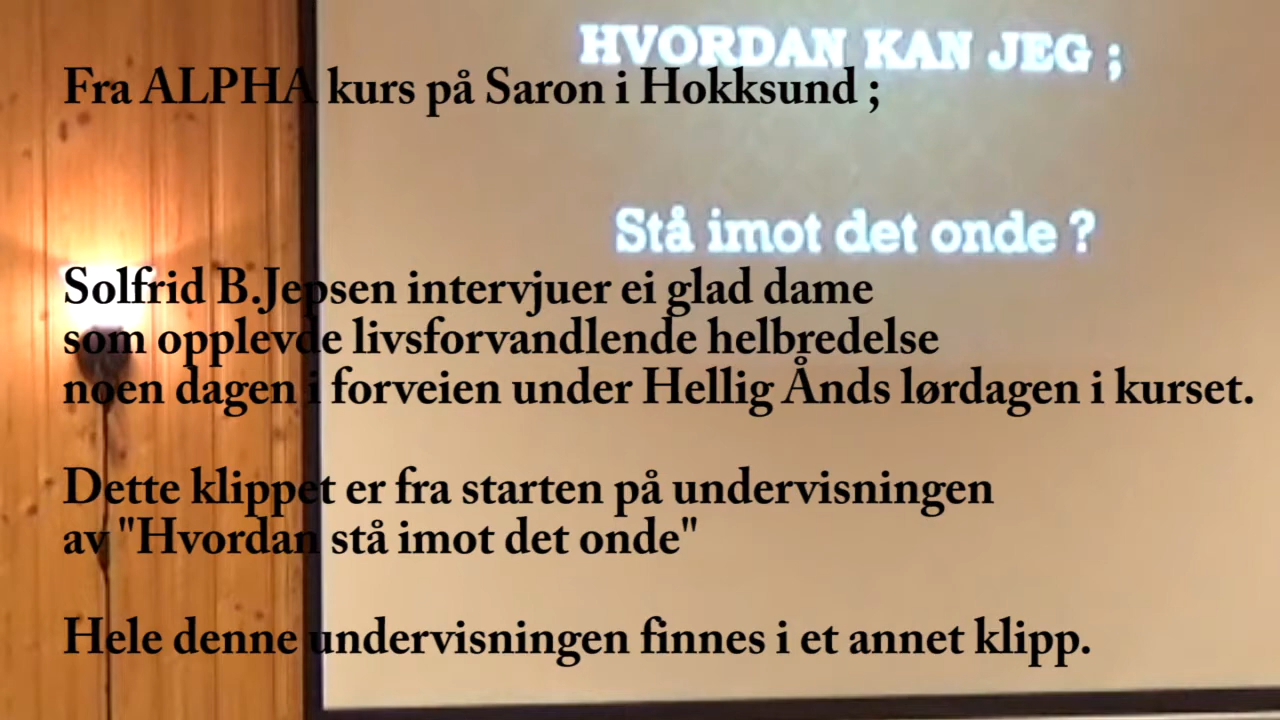 HVORDAN KAN JEG ;
Fra ALPHA kurs på Saron i Hokksund ;
Stå imot det onde ?
Solfrid B.Jepsen intervjuer ei glad dame
som opplevde livsforvandlende helbredelse
noen dagen i forveien under Hellig Ånds lørdagen i kurset.
Dette klippet er fra starten på undervisningen
av "Hvordan stå imot det onde"
Hele denne undervisningen finnes i et annet klipp.